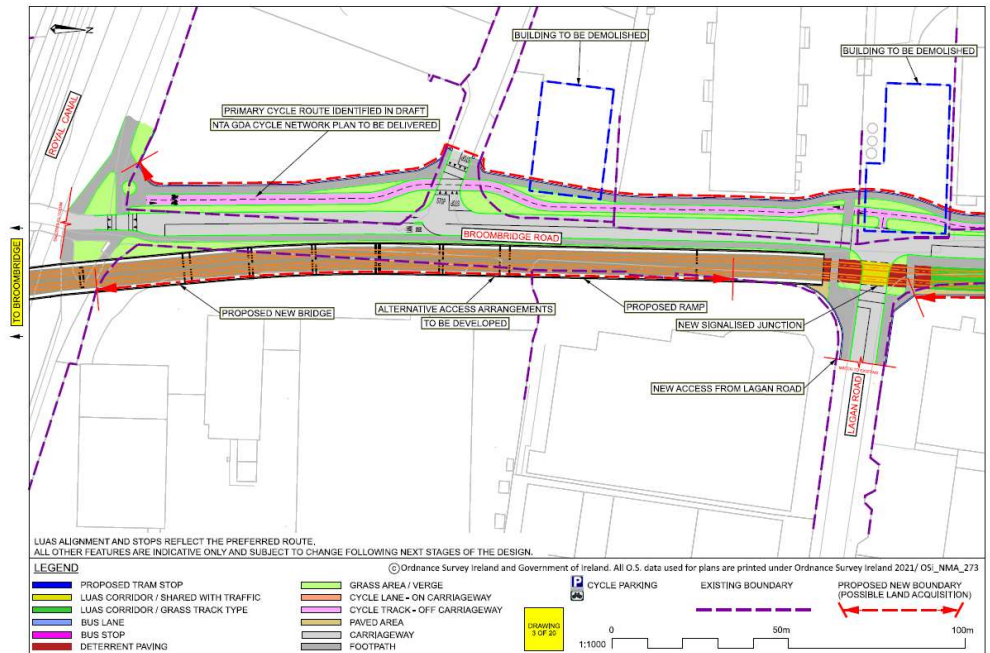 N
BUILDING TO BE DEMOLISHED
BUILDING TO BE DEMOLISHED
PRIMARY CYCLE ROUTE IDENTIFIED IN DRAFT
NTA GDA CYCLE NETWORK PLAN TO BE DELIVERED
ROYAL CANAL
BROOMBRIDGE ROAD
TO BROOMBRIDGE
PROPOSED NEW BRIDGE
ALTERNATIVE ACCESS ARRANGEMENTS
TO BE DEVELOPED
PROPOSED RAMP
NEW SIGNALISED JUNCTION
NEW ACCESS FROM LAGAN ROAD
LAGAN ROAD
LUAS ALIGNMENT AND STOPS REFLECT THE PREFERRED ROUTE,
ALL OTHER FEATURES ARE INDICATIVE ONLY AND SUBJECT TO CHANGE FOLLOWING NEXT STAGES OF THE DESIGN.
LEGEND
© Ordnance Survey Ireland and Government of Ireland. All O.S. data used for plans are printed under Ordnance Survey Ireland 2021/ OSi_NMA_273
PROPOSED TRAM STOP
LUAS CORRIDOR / SHARED WITH TRAFFIC
LUAS CORRIDOR / GRASS TRACK TYPE
BUS LANE
BUS STOP
DETERRENT PAVING
GRASS AREA / VERGE
CYCLE LANE - ON CARRIAGEWAY
CYCLE TRACK - OFF CARRIAGEWAY
PAVED AREA
CARRIAGEWAY
FOOTPATH
P CYCLE PARKING
EXISTING BOUNDARY
PROPOSED NEW BOUNDARY
(POSSIBLE LAND ACQUISITION)
DRAWING
3 OF 20
1:1000
0 50m 100m